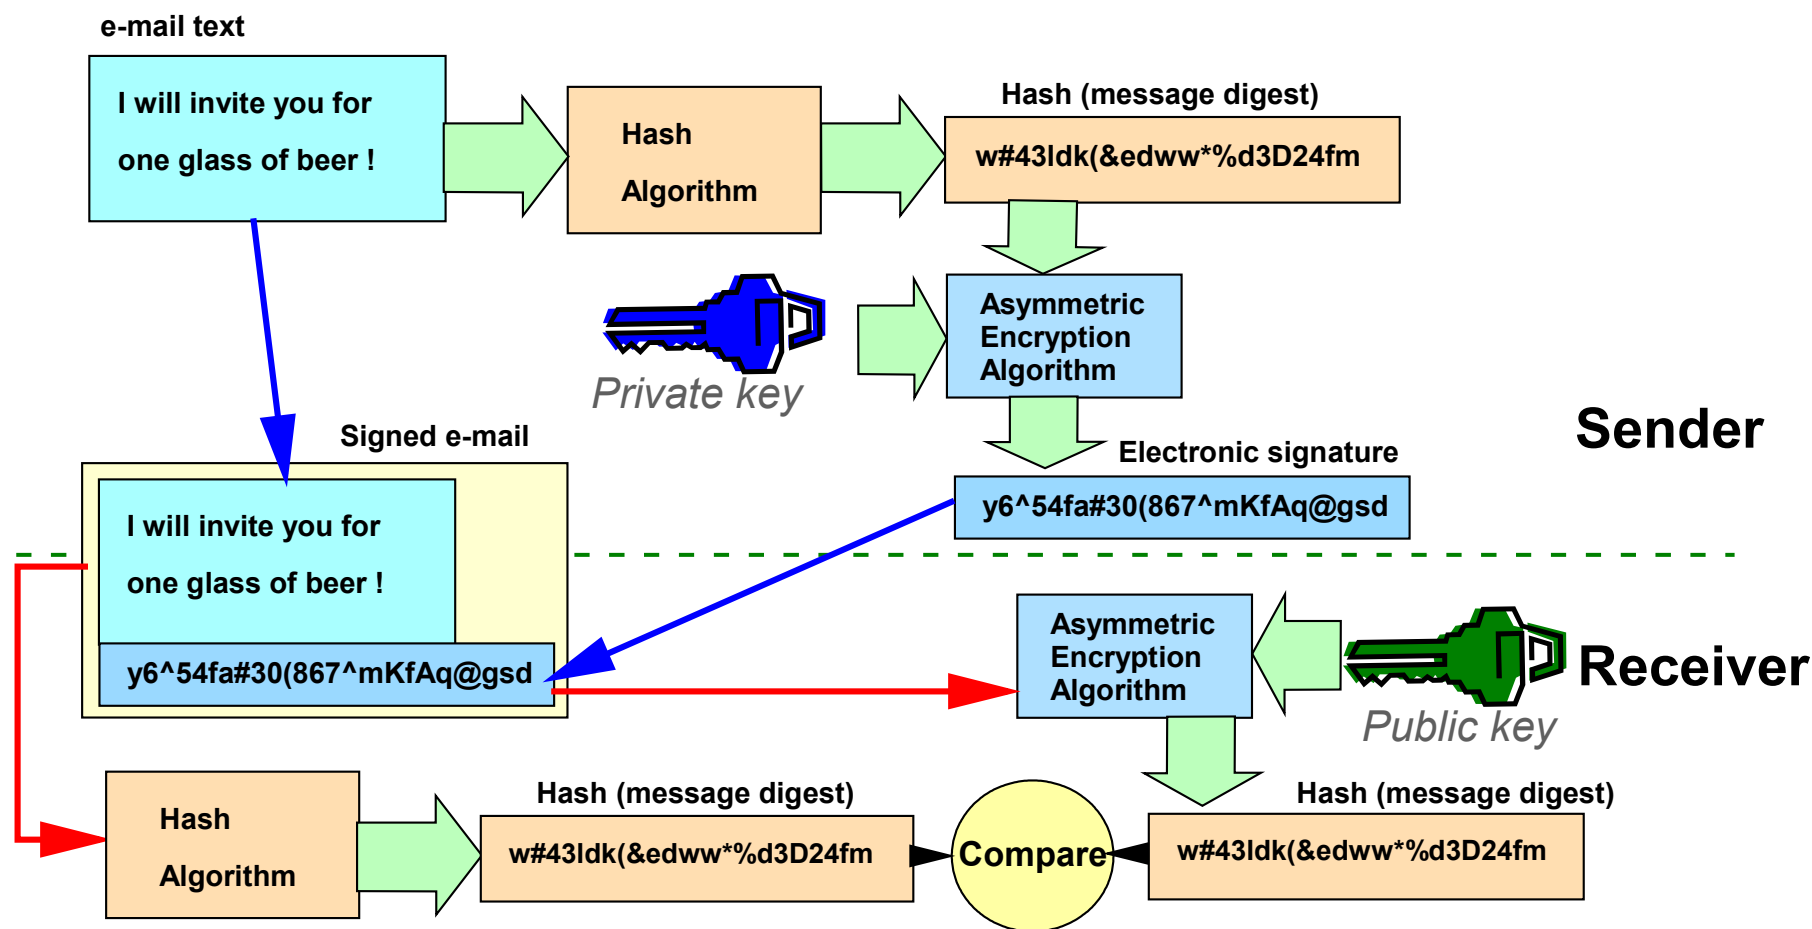 e-mail text
I will invite you for
one glass of beer !
Hash
Algorithm
Hash (message digest)
w#43ldk(&edww*%d3D24fm
Private key
Asymmetric
Encryption
Algorithm
Sender
Signed e-mail
Electronic signature
y6^54fa#30(867^mKfAq@gsd
I will invite you for
one glass of beer !
y6^54fa#30(867^mKfAq@gsd
Asymmetric
Encryption
Algorithm
Receiver
Public key
Hash
Algorithm
Hash (message digest)
w#43ldk(&edww*%d3D24fm
Compare
Hash (message digest)
w#43ldk(&edww*%d3D24fm